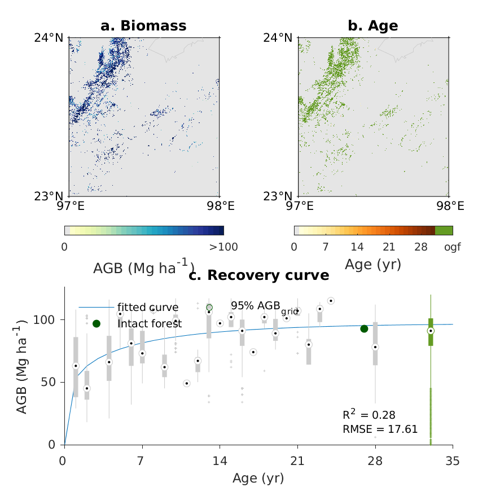 a. Biomass
b. Age
24°N
24°N
23°N
23°N
97°E 98°E
97°E 98°E
0 >100
0 7 14 21 28 ogf
AGB (Mg ha⁻¹)
Age (yr)
c. Recovery curve
fitted curve
95% AGB_grid
Intact forest
100
50
0
AGB (Mg ha⁻¹)
R² = 0.28
RMSE = 17.61
0 7 14 21 28 35
Age (yr)